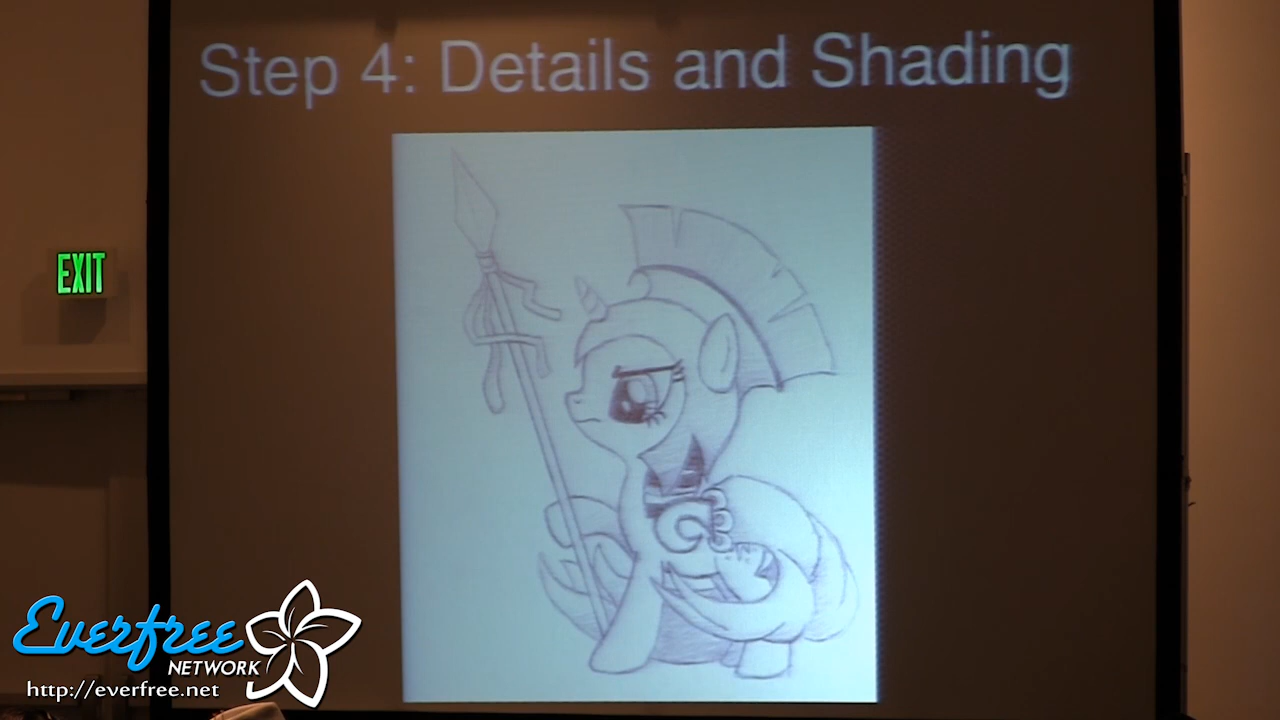 Step 4: Details and Shading
EXIT
Everfree
NETWORK
http://everfree.net